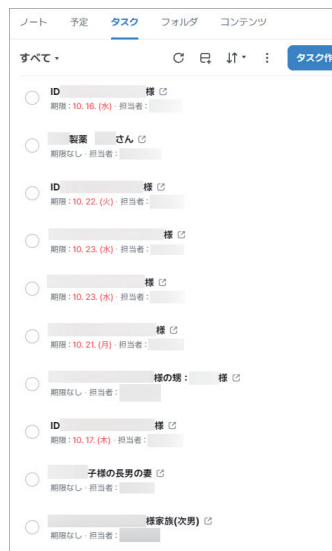 ノート 予定 タスク フォルダ コンテンツ
すべて
タスク作
ID 様
期限：10. 16. (水) · 担当者：
製薬 さん
期限なし · 担当者：
ID 様
期限：10. 22. (火) · 担当者：
様
期限：10. 23. (水) · 担当者：
様
期限：10. 23. (水) · 担当者：
様
期限：10. 21. (月) · 担当者：
様の甥： 様
期限なし · 担当者：
ID 様
期限：10. 17. (木) · 担当者：
子様の長男の妻
期限なし · 担当者：
様家族(次男)
期限なし · 担当者：